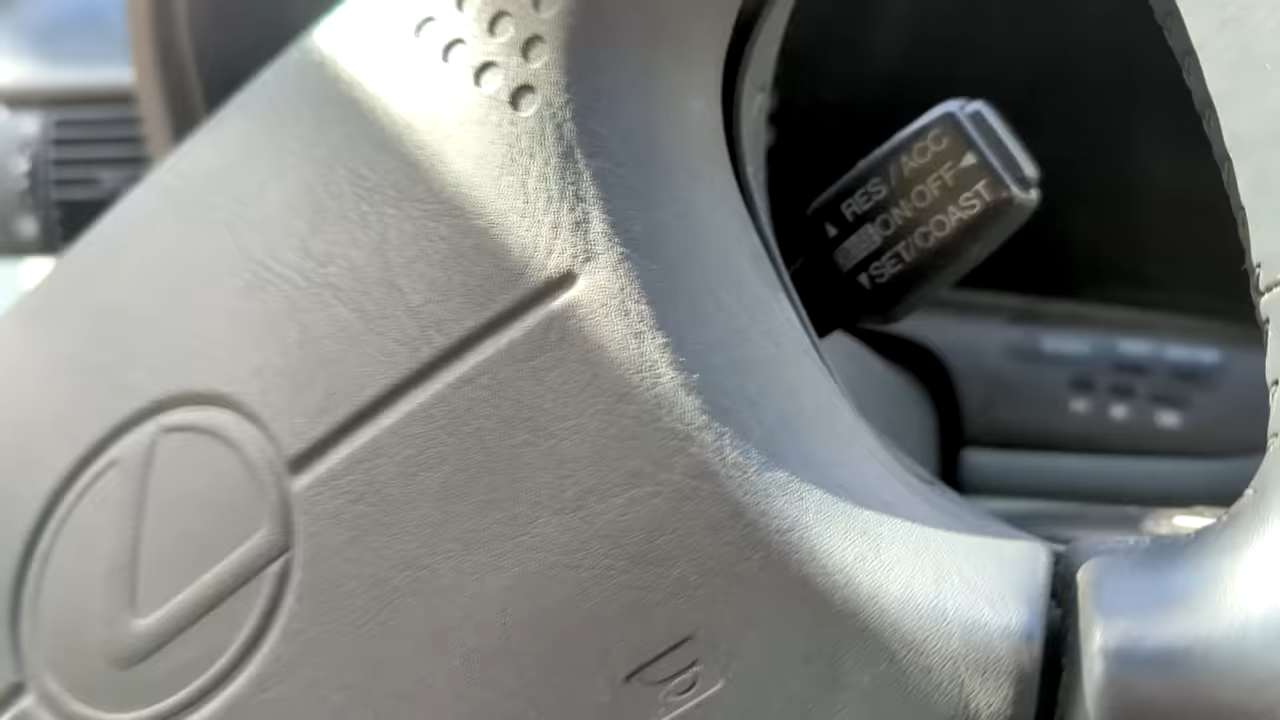 ▲ RES / ACC
ON·OFF◀
▼SET/COAST